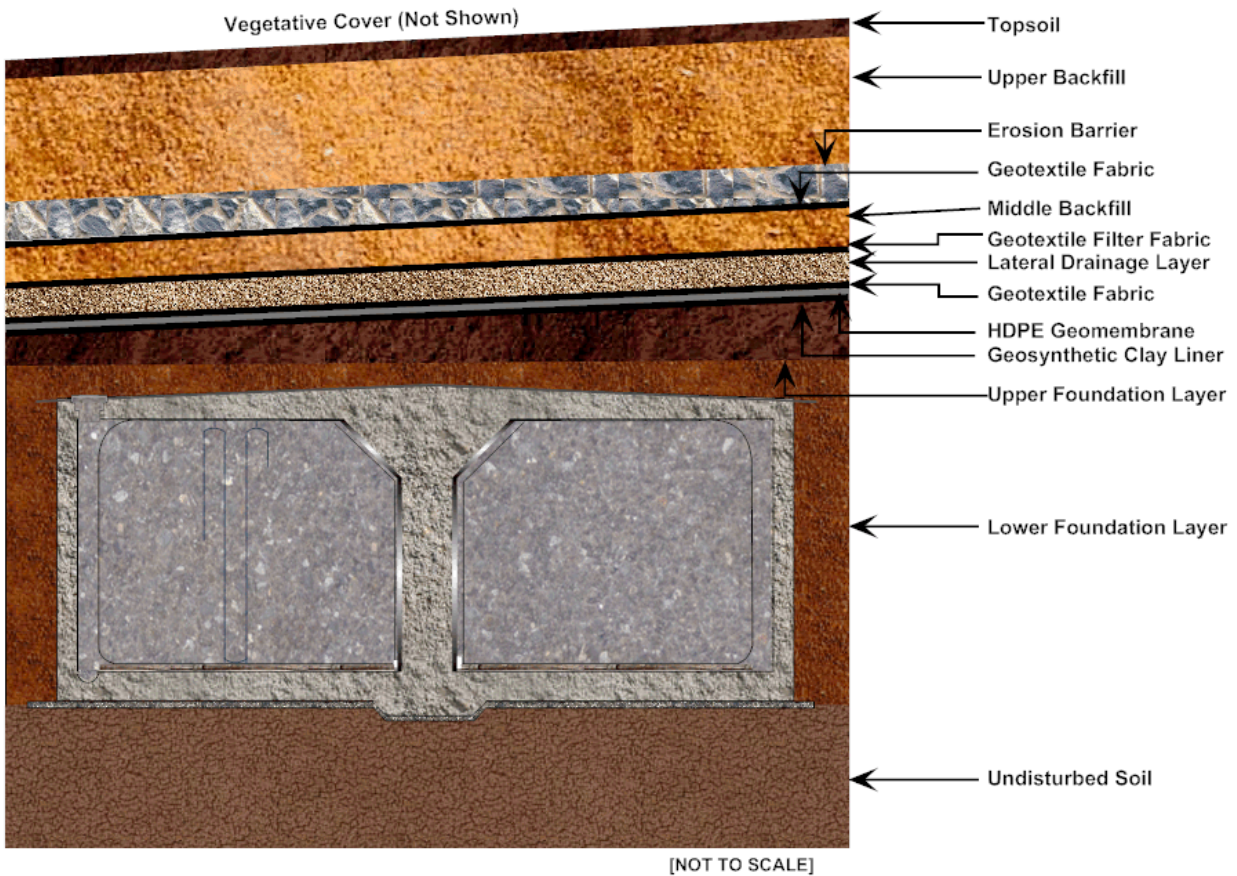 Vegetative Cover (Not Shown)
Topsoil
Upper Backfill
Erosion Barrier
Geotextile Fabric
Middle Backfill
Geotextile Filter Fabric
Lateral Drainage Layer
Geotextile Fabric
HDPE Geomembrane
Geosynthetic Clay Liner
Upper Foundation Layer
Lower Foundation Layer
Undisturbed Soil
[NOT TO SCALE]